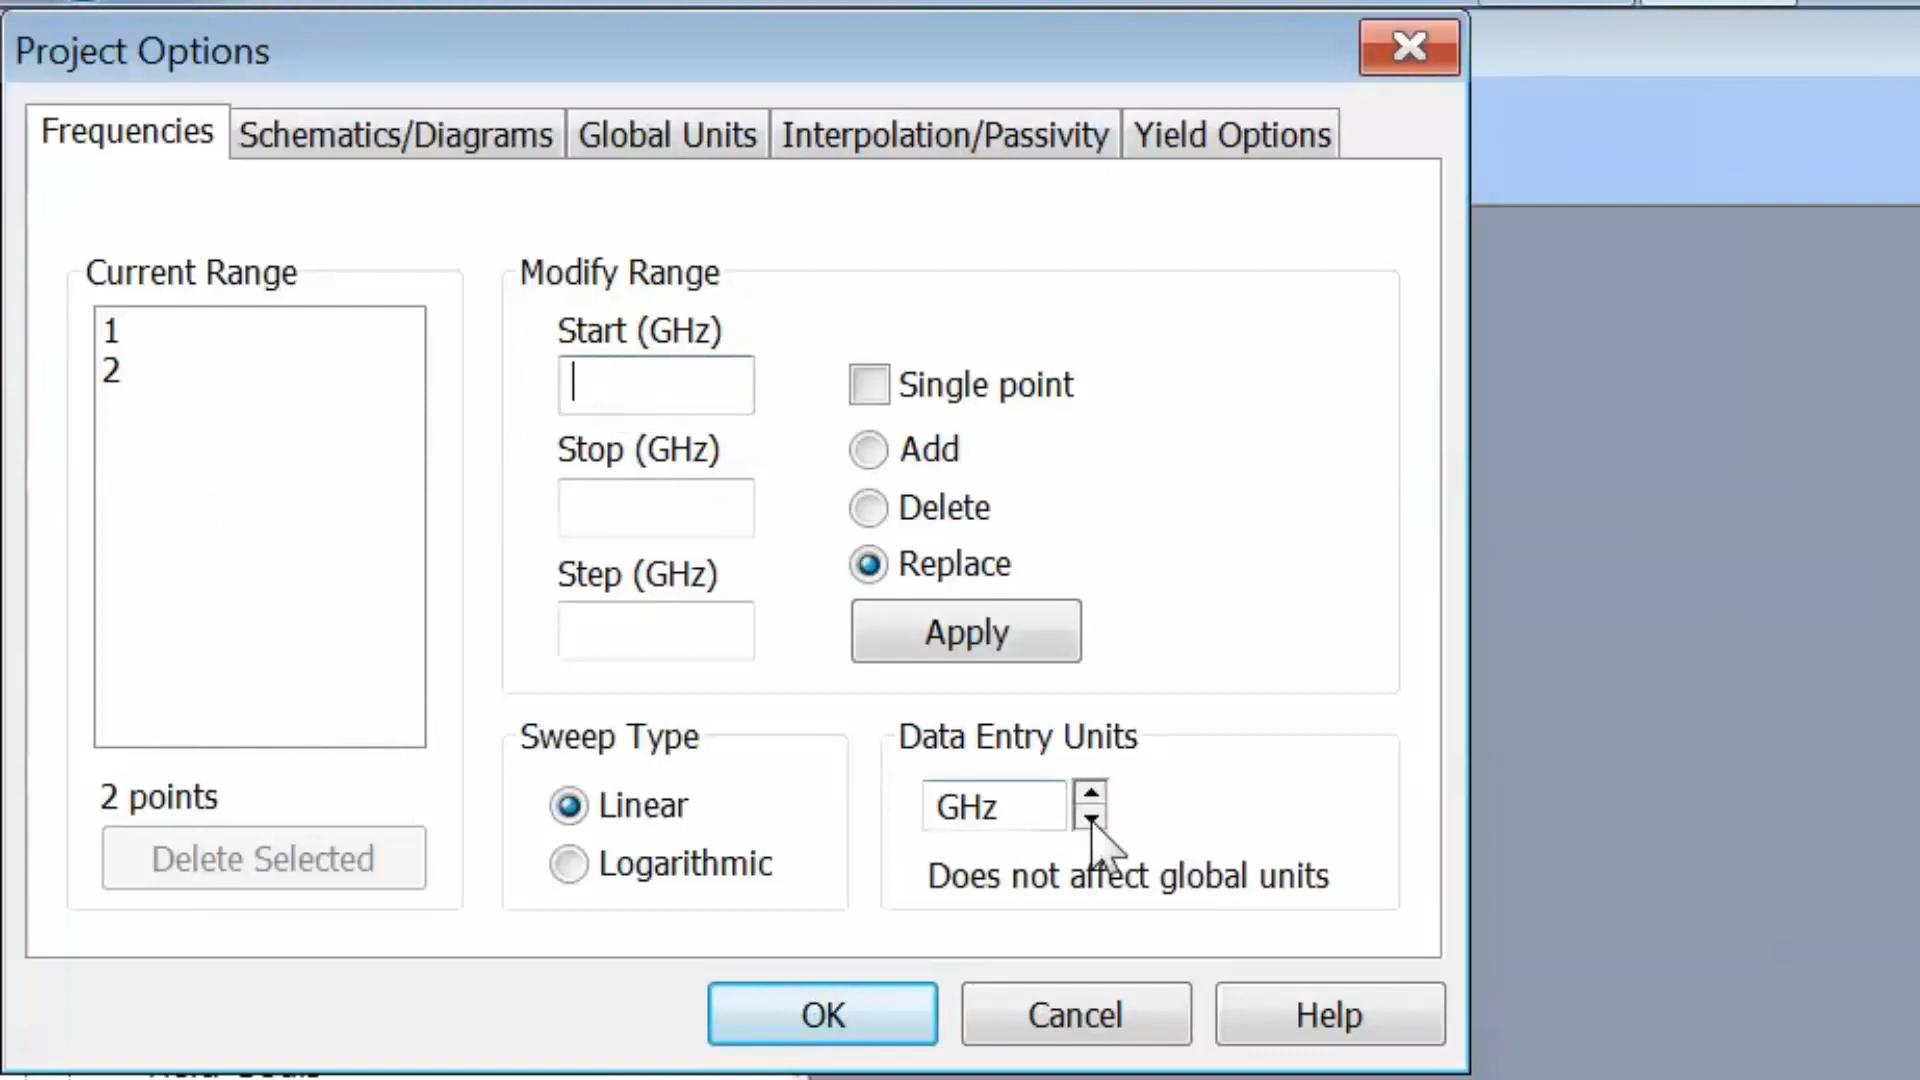 Project Options
Frequencies
Schematics/Diagrams
Global Units
Interpolation/Passivity
Yield Options
Current Range
1
2
2 points
Delete Selected
Modify Range
Start (GHz)
Stop (GHz)
Step (GHz)
Single point
Add
Delete
Replace
Apply
Sweep Type
Linear
Logarithmic
Data Entry Units
GHz
Does not affect global units
OK
Cancel
Help